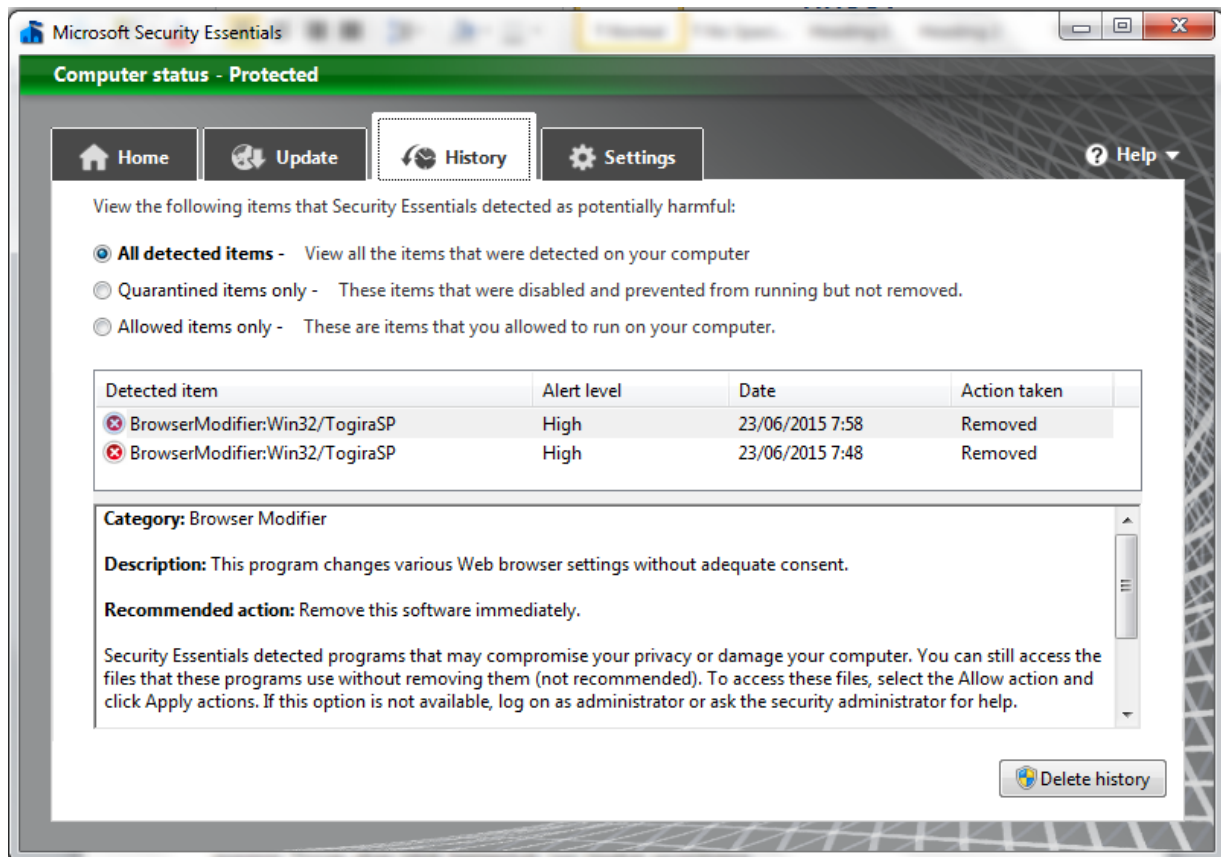 Microsoft Security Essentials
Computer status - Protected
Home Update History Settings Help
View the following items that Security Essentials detected as potentially harmful:
All detected items - View all the items that were detected on your computer
Quarantined items only - These items that were disabled and prevented from running but not removed.
Allowed items only - These are items that you allowed to run on your computer.
Detected item Alert level Date Action taken
BrowserModifier:Win32/TogiraSP High 23/06/2015 7:58 Removed
BrowserModifier:Win32/TogiraSP High 23/06/2015 7:48 Removed
Category: Browser Modifier
Description: This program changes various Web browser settings without adequate consent.
Recommended action: Remove this software immediately.
Security Essentials detected programs that may compromise your privacy or damage your computer. You can still access the
files that these programs use without removing them (not recommended). To access these files, select the Allow action and
click Apply actions. If this option is not available, log on as administrator or ask the security administrator for help.
Delete history